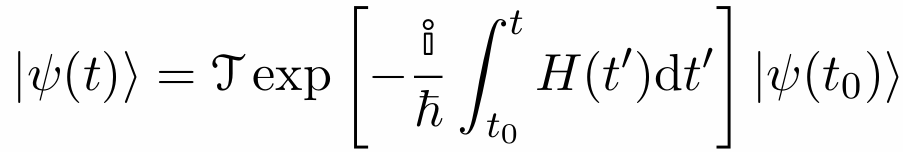 |ψ(t)⟩ = 𝒯 exp [−𝕚/ℏ ∫_{t₀}^{t} H(t′)dt′] |ψ(t₀)⟩